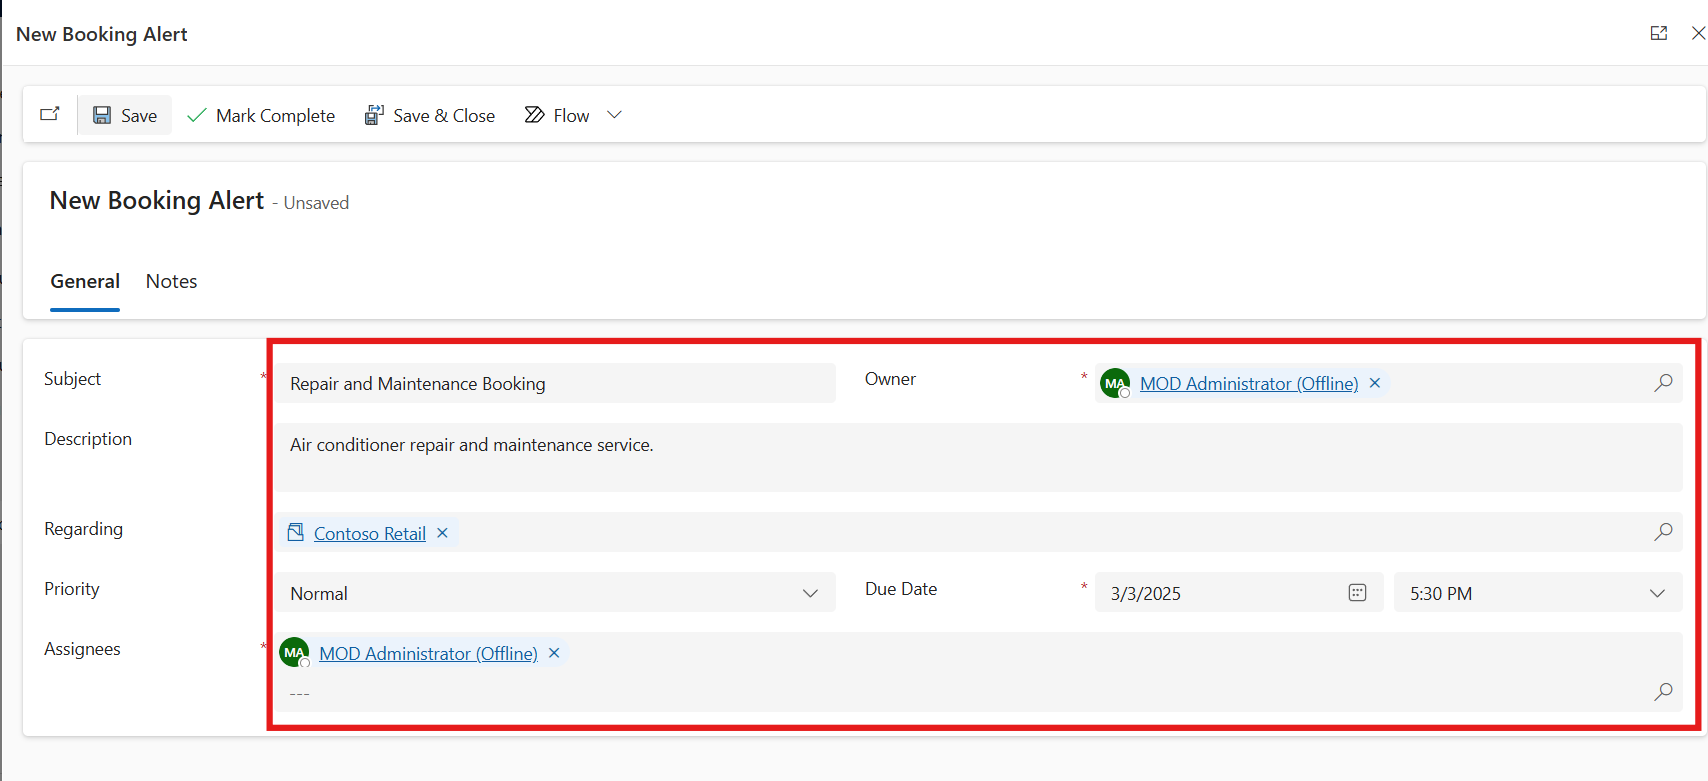 New Booking Alert
Save Mark Complete Save & Close Flow
New Booking Alert - Unsaved
General Notes
Subject * Repair and Maintenance Booking Owner * MA MOD Administrator (Offline)
Description Air conditioner repair and maintenance service.
Regarding Contoso Retail
Priority Normal Due Date * 3/3/2025 5:30 PM
Assignees * MA MOD Administrator (Offline)
---